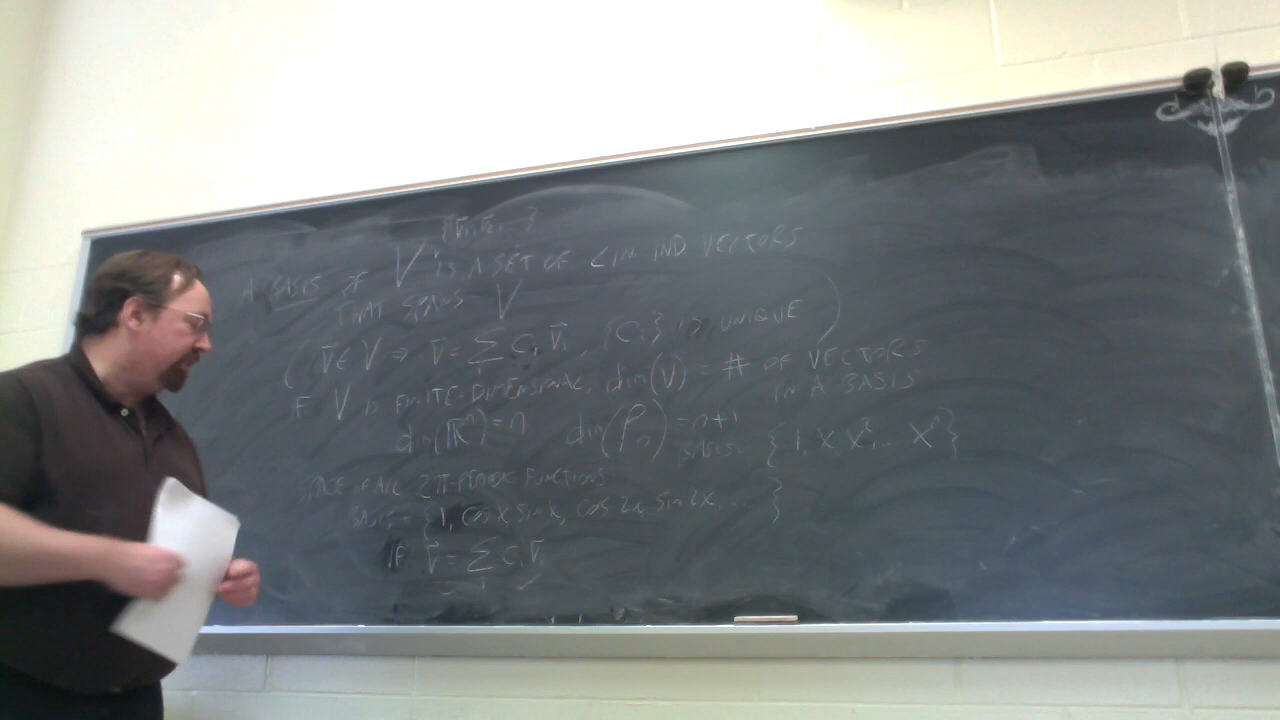 {v⃗₁, v⃗₂, ...}
A BASIS OF V IS A SET OF LIN IND VECTORS
THAT SPANS V
( v⃗ ∈ V ⇒ v⃗ = Σ Cᵢ v⃗ᵢ, {Cᵢ} IS UNIQUE )
IF V IS FINITE-DIMENSIONAL, dim(V) = # OF VECTORS
IN A BASIS
dim(ℝⁿ) = n dim(Pₙ) = n+1
BASIS: {1, X, X², ... Xⁿ}
SPACE OF ALL 2π-PERIODIC FUNCTIONS
BASIS = {1, COS X, SIN X, COS 2X, SIN 2X, ... }
IF v⃗ = Σ Cᵢ v⃗ᵢ